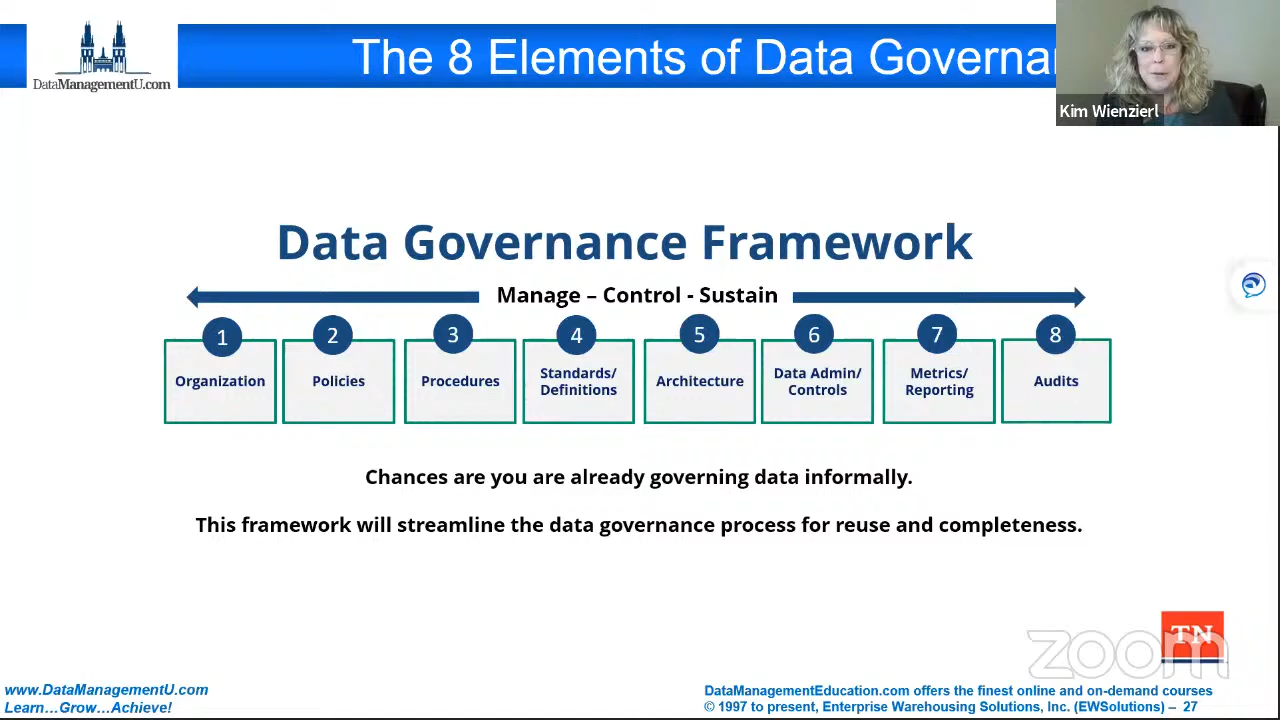 The 8 Elements of Data Governa
DataManagementU.com
Kim Wienzierl
Data Governance Framework
Manage – Control - Sustain
1
2
3
4
5
6
7
8
Organization
Policies
Procedures
Standards/
Definitions
Architecture
Data Admin/
Controls
Metrics/
Reporting
Audits
Chances are you are already governing data informally.
This framework will streamline the data governance process for reuse and completeness.
TN
zoom
www.DataManagementU.com
Learn…Grow…Achieve!
DataManagementEducation.com offers the finest online and on-demand courses
© 1997 to present, Enterprise Warehousing Solutions, Inc. (EWSolutions) – 27